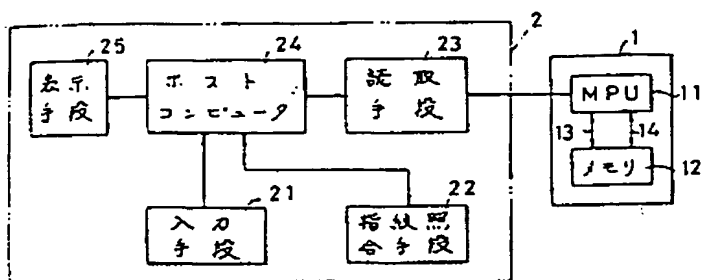 25
表示
手段
24
ホスト
コンピュータ
23
読取
手段
2
1
MPU
11
13
14
メモリ
12
21
入力
手段
22
指紋照
合手段